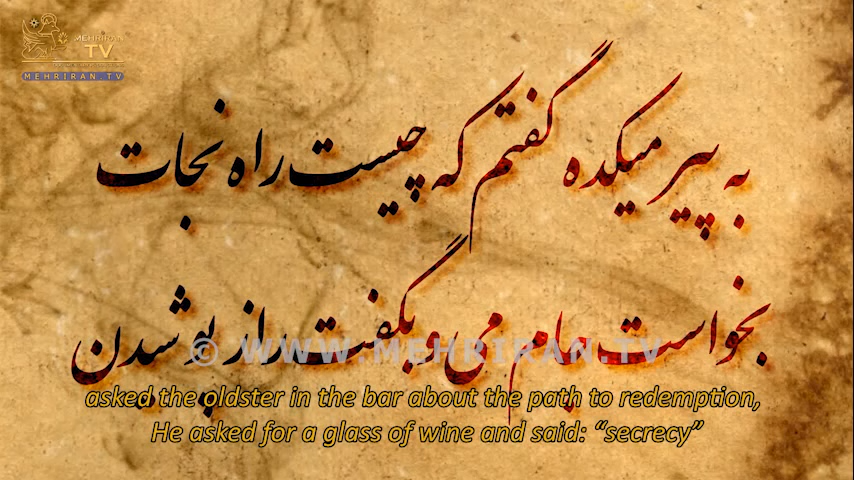 MEHRIRAN
TV
MEHRIRAN.TV
به پیر میکده گفتم که چیست راه نجات
بخواست جام می و بگفت راز پوشیدن
© WWW.MEHRIRAN.TV
asked the oldster in the bar about the path to redemption,
He asked for a glass of wine and said: “secrecy”